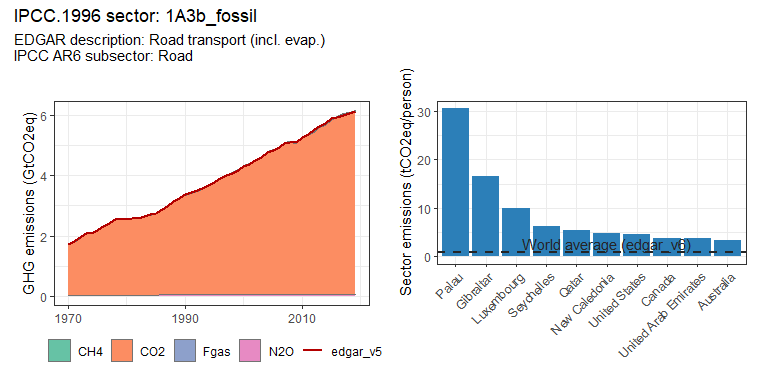 IPCC.1996 sector: 1A3b_fossil
EDGAR description: Road transport (incl. evap.)
IPCC AR6 subsector: Road
GHG emissions (GtCO2eq)
6
4
2
0
1970
1990
2010
CH4
CO2
Fgas
N2O
edgar_v5
Sector emissions (tCO2eq/person)
30
20
10
0
World average (edgar_v6)
Palau
Gibraltar
Luxembourg
Seychelles
Qatar
New Caledonia
United States
Canada
United Arab Emirates
Australia